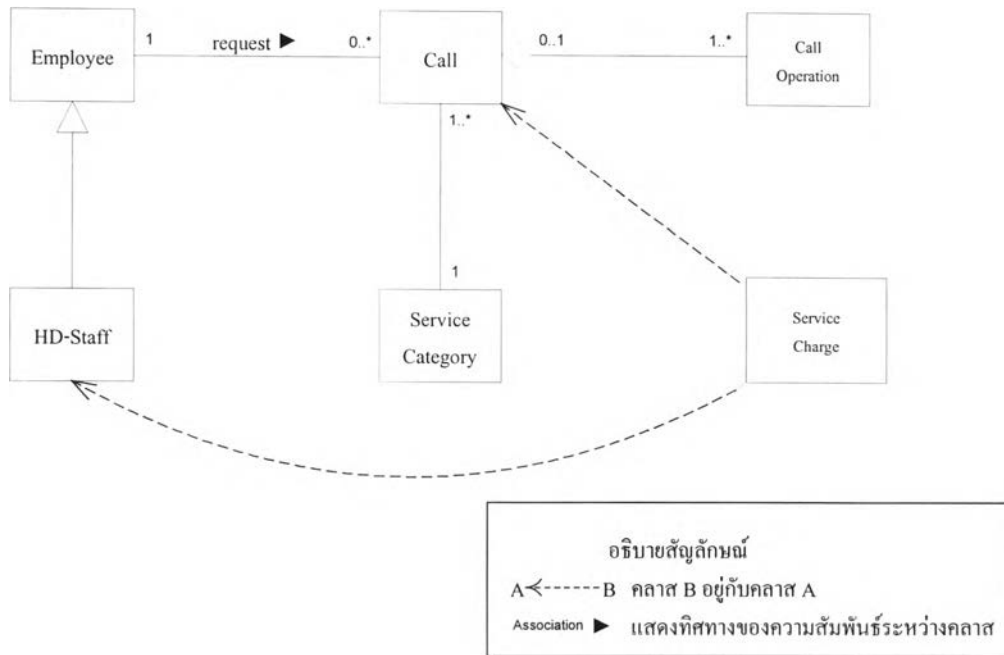 Employee
1
request ▶
0..*
Call
0..1
1..*
Call
Operation
1..*
1
HD-Staff
Service
Category
Service
Charge
อธิบายสัญลักษณ์
A B คลาส B อยู่กับคลาส A
Association ▶ แสดงทิศทางของความสัมพันธ์ระหว่างคลาส